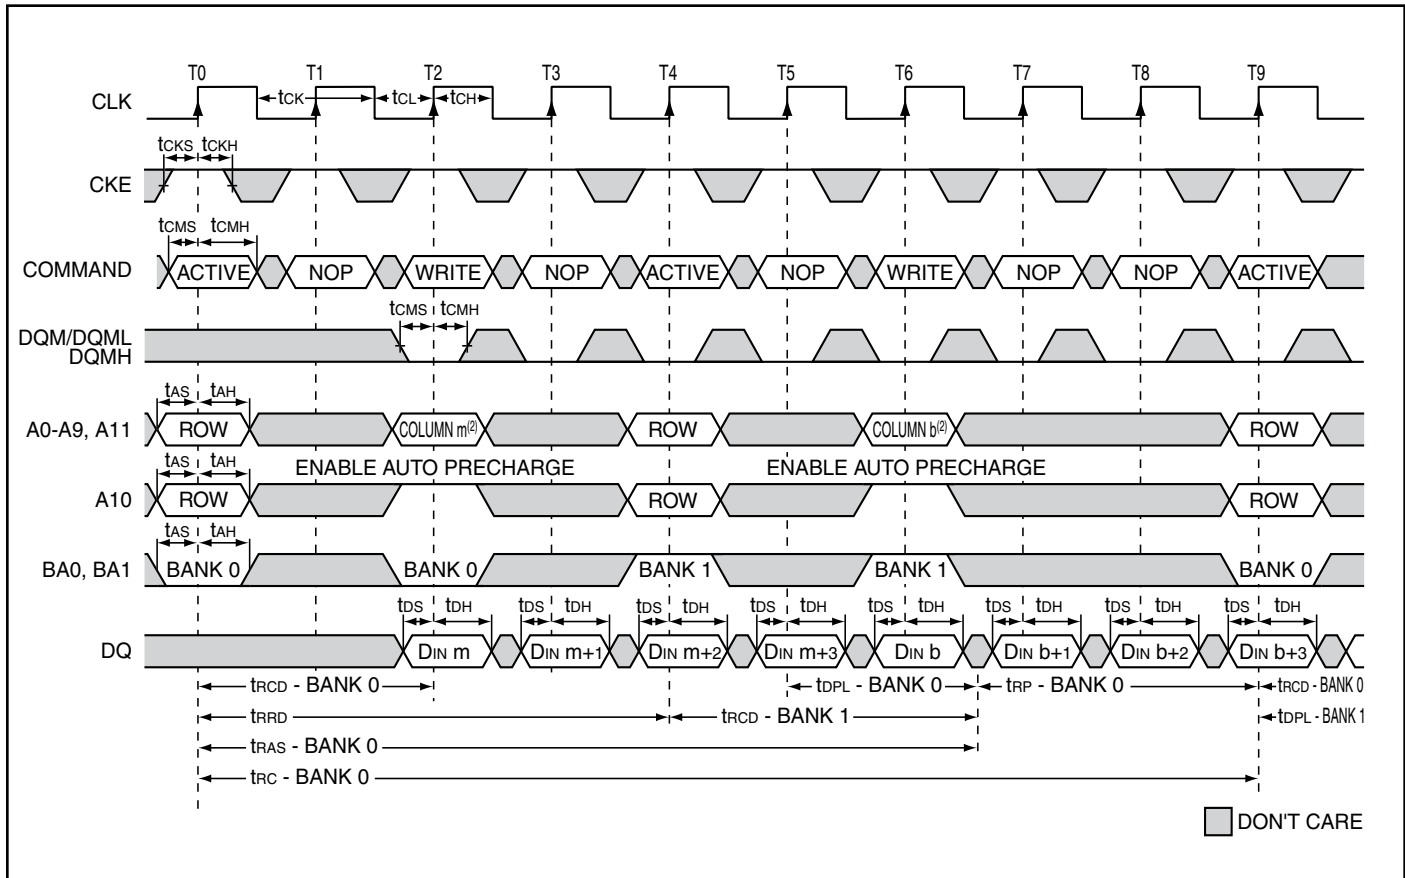 T0 T1 T2 T3 T4 T5 T6 T7 T8 T9
CLK tCK tCL tCH
tCKS tCKH
CKE
tCMS tCMH
COMMAND ACTIVE NOP WRITE NOP ACTIVE NOP WRITE NOP NOP ACTIVE
tCMS tCMH
DQM/DQML
DQMH
tAS tAH
A0-A9, A11 ROW COLUMN m(2) ROW COLUMN b(2) ROW
tAS tAH ENABLE AUTO PRECHARGE ENABLE AUTO PRECHARGE
A10 ROW ROW ROW
tAS tAH
BA0, BA1 BANK 0 BANK 0 BANK 1 BANK 1 BANK 0
tDS tDH tDS tDH tDS tDH tDS tDH tDS tDH tDS tDH tDS tDH tDS tDH
DQ DIN m DIN m+1 DIN m+2 DIN m+3 DIN b DIN b+1 DIN b+2 DIN b+3
tRCD - BANK 0 tDPL - BANK 0 tRP - BANK 0 tRCD - BANK 0
tRRD tRCD - BANK 1 tDPL - BANK 1
tRAS - BANK 0
tRC - BANK 0
DON'T CARE